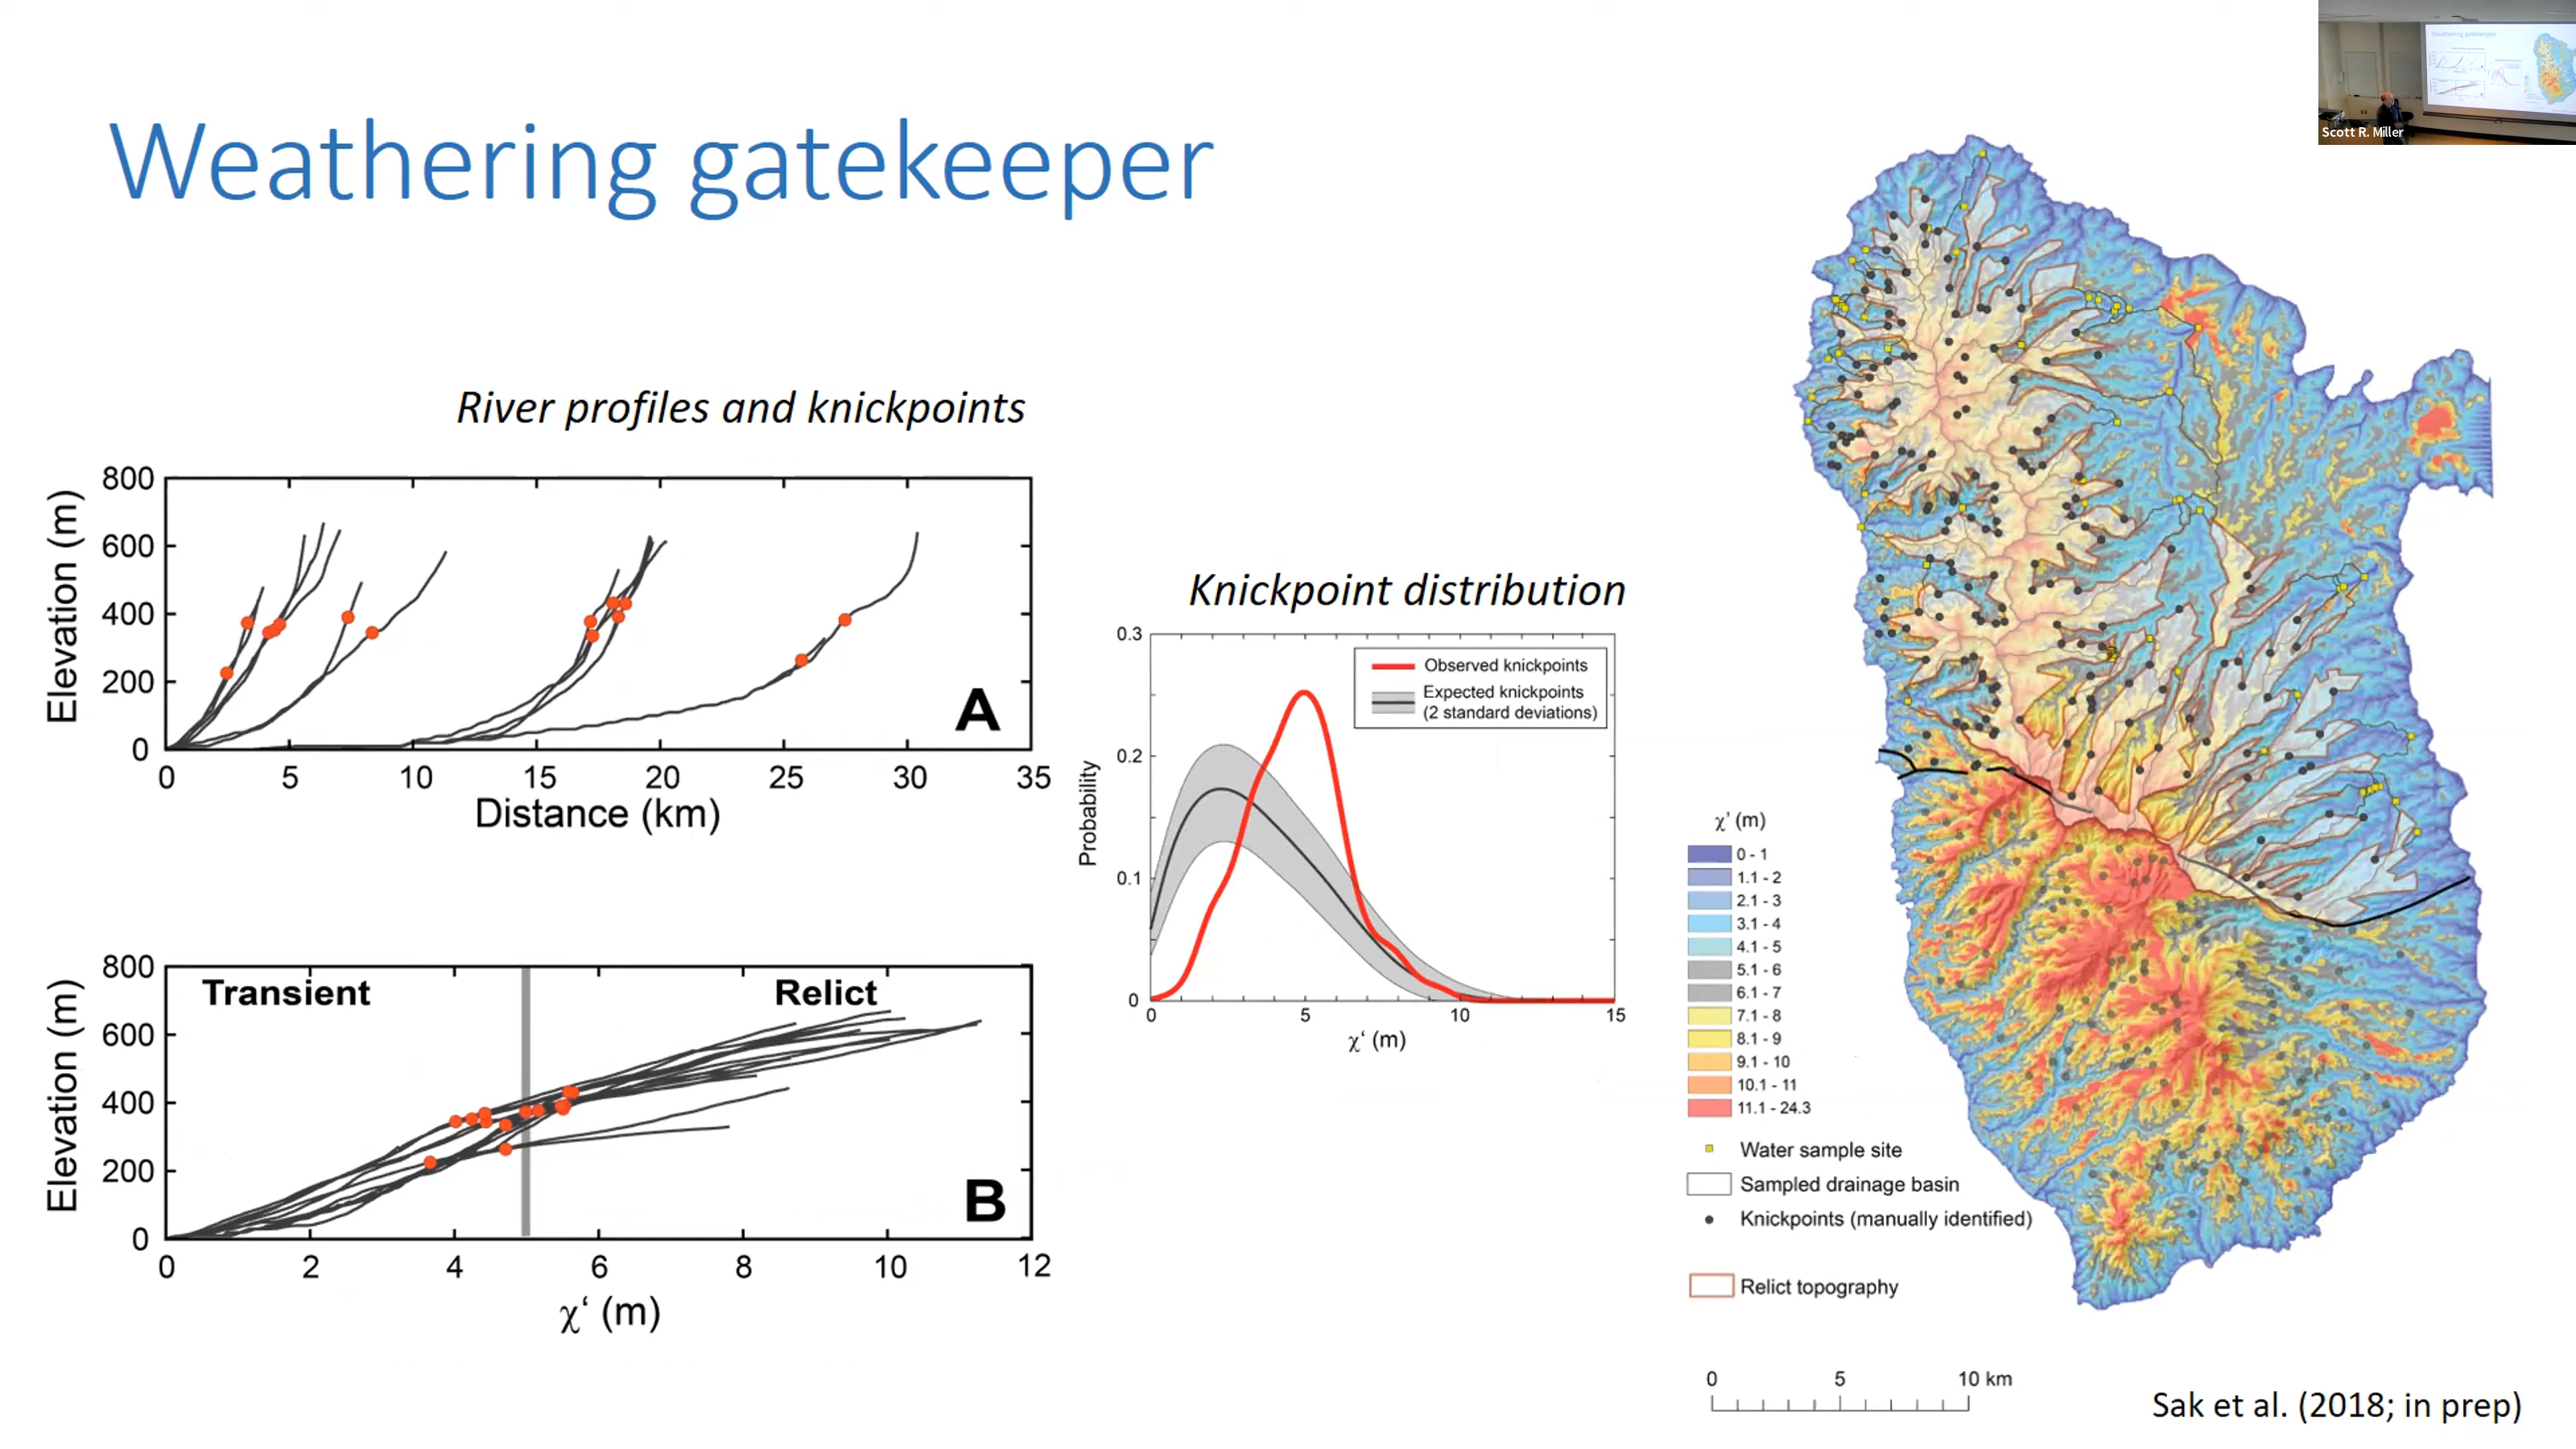 Weathering gatekeeper
Scott R. Miller
River profiles and knickpoints
800
600
400
200
0
Elevation (m)
A
0 5 10 15 20 25 30 35
Distance (km)
800
600
400
200
0
Elevation (m)
Transient Relict
B
0 2 4 6 8 10 12
χ‘ (m)
Knickpoint distribution
0.3
0.2
0.1
0
Probability
Observed knickpoints
Expected knickpoints
(2 standard deviations)
0 5 10 15
χ‘ (m)
χ' (m)
0 - 1
1.1 - 2
2.1 - 3
3.1 - 4
4.1 - 5
5.1 - 6
6.1 - 7
7.1 - 8
8.1 - 9
9.1 - 10
10.1 - 11
11.1 - 24.3
Water sample site
Sampled drainage basin
Knickpoints (manually identified)
Relict topography
0 5 10 km
Sak et al. (2018; in prep)